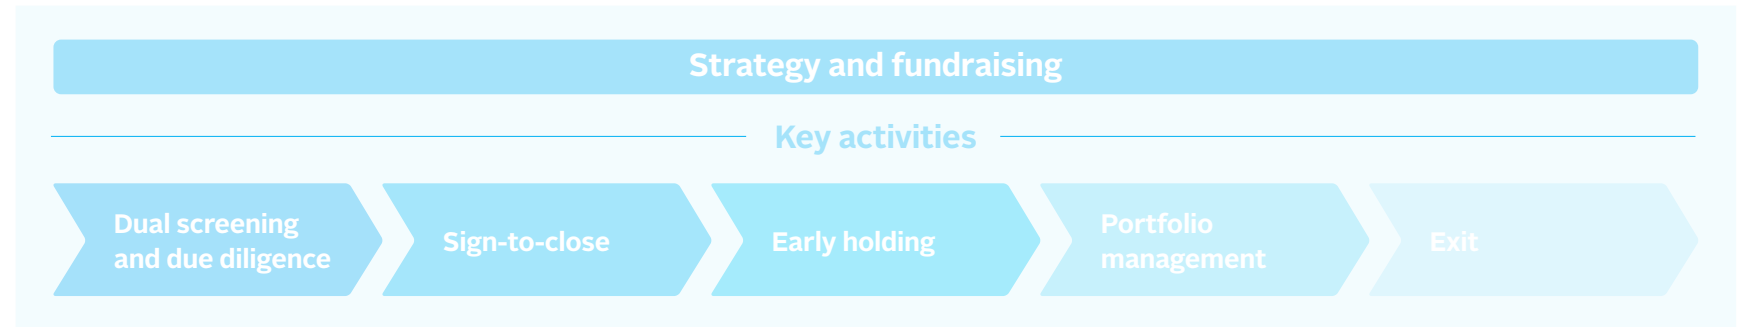 Strategy and fundraising
Key activities
Dual screening
and due diligence
Sign-to-close
Early holding
Portfolio
management
Exit